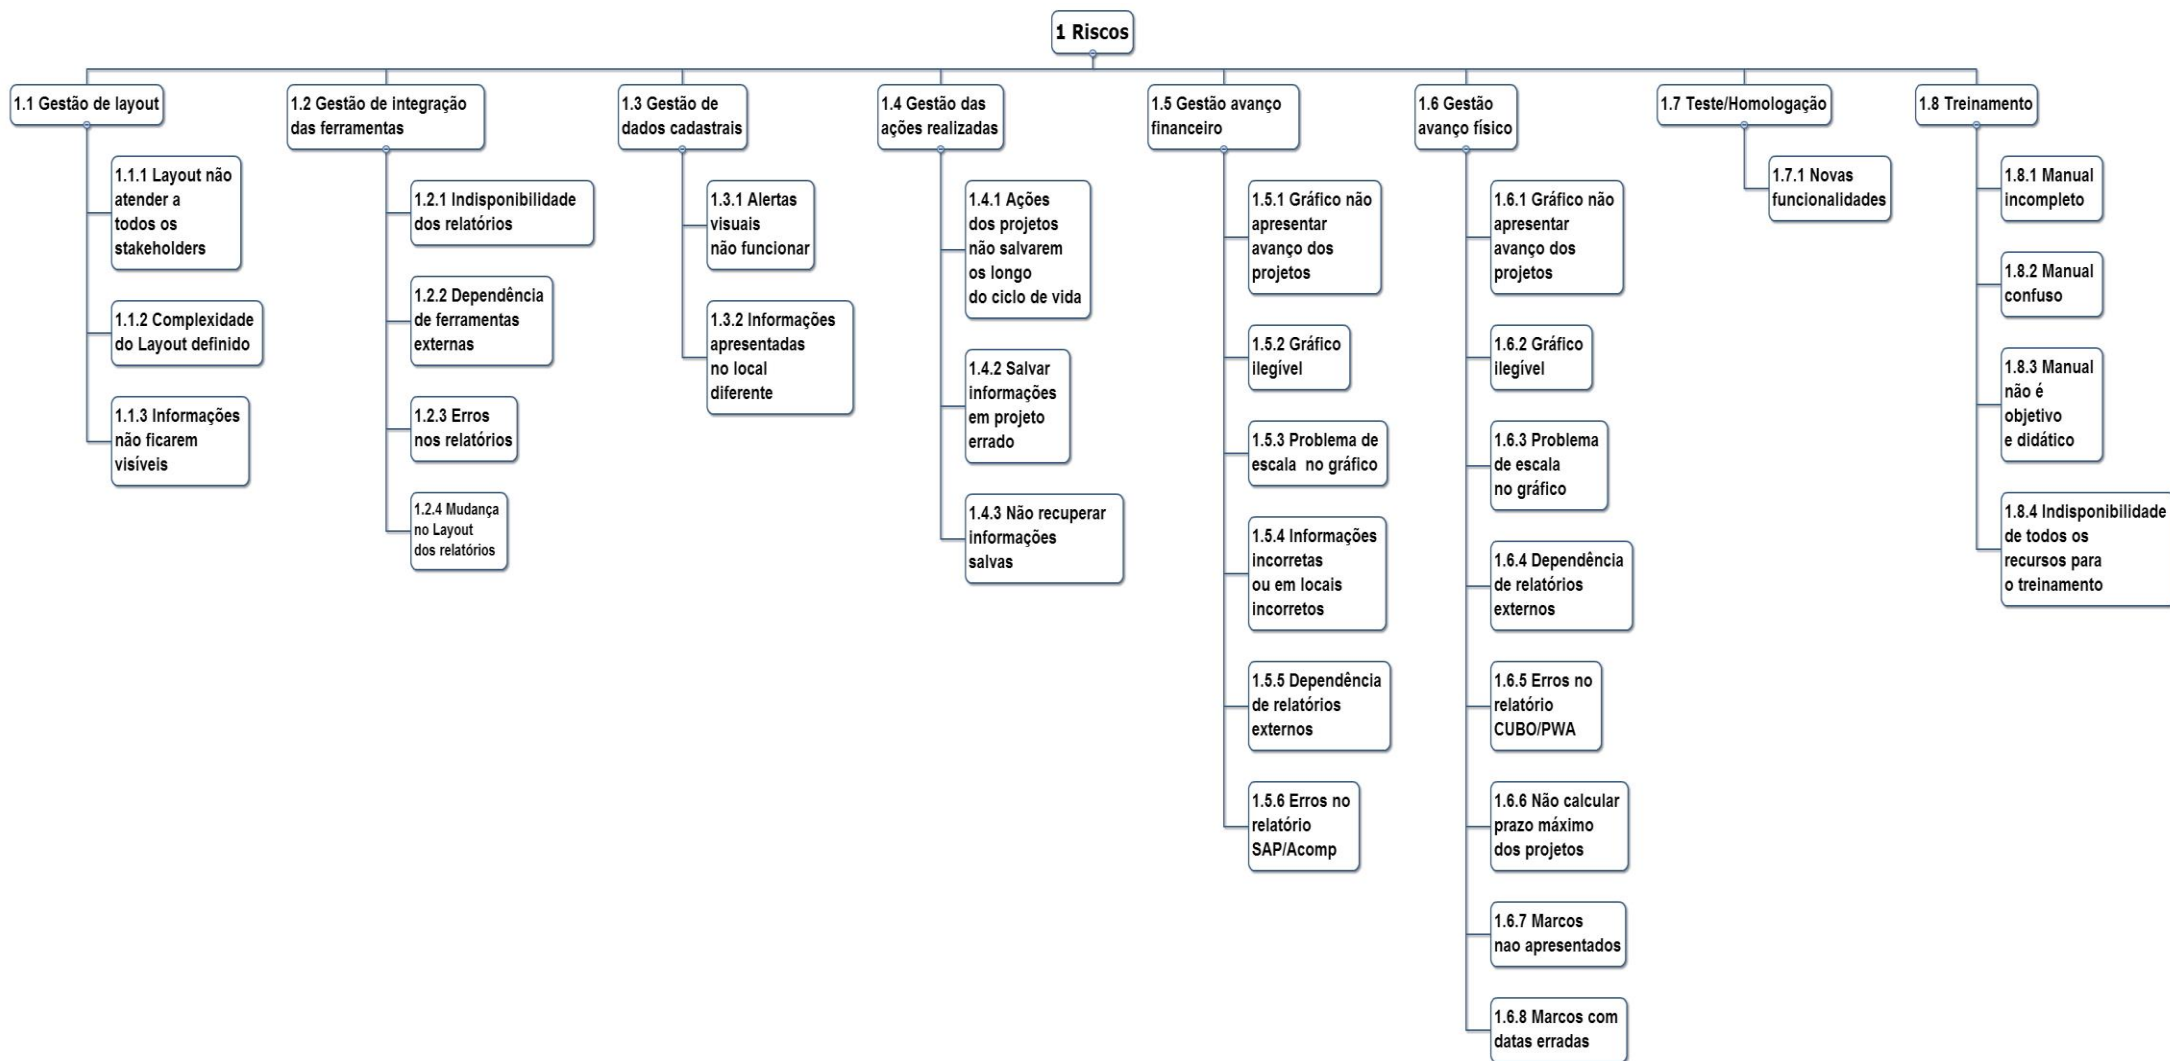 1 Riscos
1.1 Gestão de layout
1.1.1 Layout não
atender a
todos os
stakeholders
1.1.2 Complexidade
do Layout definido
1.1.3 Informações
não ficarem
visíveis
1.2 Gestão de integração
das ferramentas
1.2.1 Indisponibilidade
dos relatórios
1.2.2 Dependência
de ferramentas
externas
1.2.3 Erros
nos relatórios
1.2.4 Mudança
no Layout
dos relatórios
1.3 Gestão de
dados cadastrais
1.3.1 Alertas
visuais
não funcionar
1.3.2 Informações
apresentadas
no local
diferente
1.4 Gestão das
ações realizadas
1.4.1 Ações
dos projetos
não salvarem
os longo
do ciclo de vida
1.4.2 Salvar
informações
em projeto
errado
1.4.3 Não recuperar
informações
salvas
1.5 Gestão avanço
financeiro
1.5.1 Gráfico não
apresentar
avanço dos
projetos
1.5.2 Gráfico
ilegível
1.5.3 Problema de
escala no gráfico
1.5.4 Informações
incorretas
ou em locais
incorretos
1.5.5 Dependência
de relatórios
externos
1.5.6 Erros no
relatório
SAP/Acomp
1.6 Gestão
avanço físico
1.6.1 Gráfico não
apresentar
avanço dos
projetos
1.6.2 Gráfico
ilegível
1.6.3 Problema
de escala
no gráfico
1.6.4 Dependência
de relatórios
externos
1.6.5 Erros no
relatório
CUBO/PWA
1.6.6 Não calcular
prazo máximo
dos projetos
1.6.7 Marcos
nao apresentados
1.6.8 Marcos com
datas erradas
1.7 Teste/Homologação
1.7.1 Novas
funcionalidades
1.8 Treinamento
1.8.1 Manual
incompleto
1.8.2 Manual
confuso
1.8.3 Manual
não é
objetivo
e didático
1.8.4 Indisponibilidade
de todos os
recursos para
o treinamento